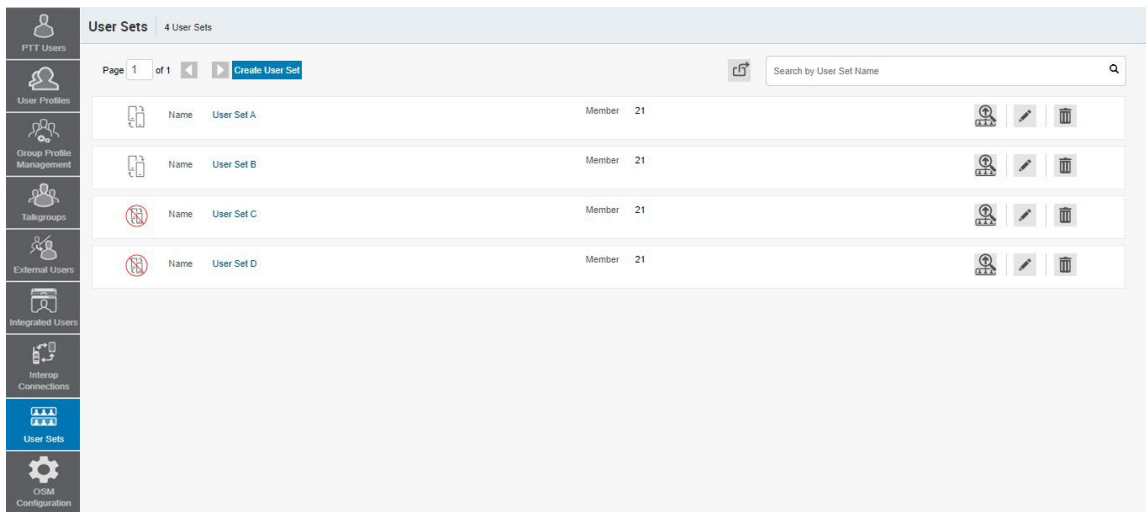 PTT Users
User Profiles
Group Profile
Management
Talkgroups
External Users
Integrated Users
Interop
Connections
User Sets
OSM
Configuration
User Sets 4 User Sets
Page 1 of 1 Create User Set Search by User Set Name
Name User Set A Member 21
Name User Set B Member 21
Name User Set C Member 21
Name User Set D Member 21